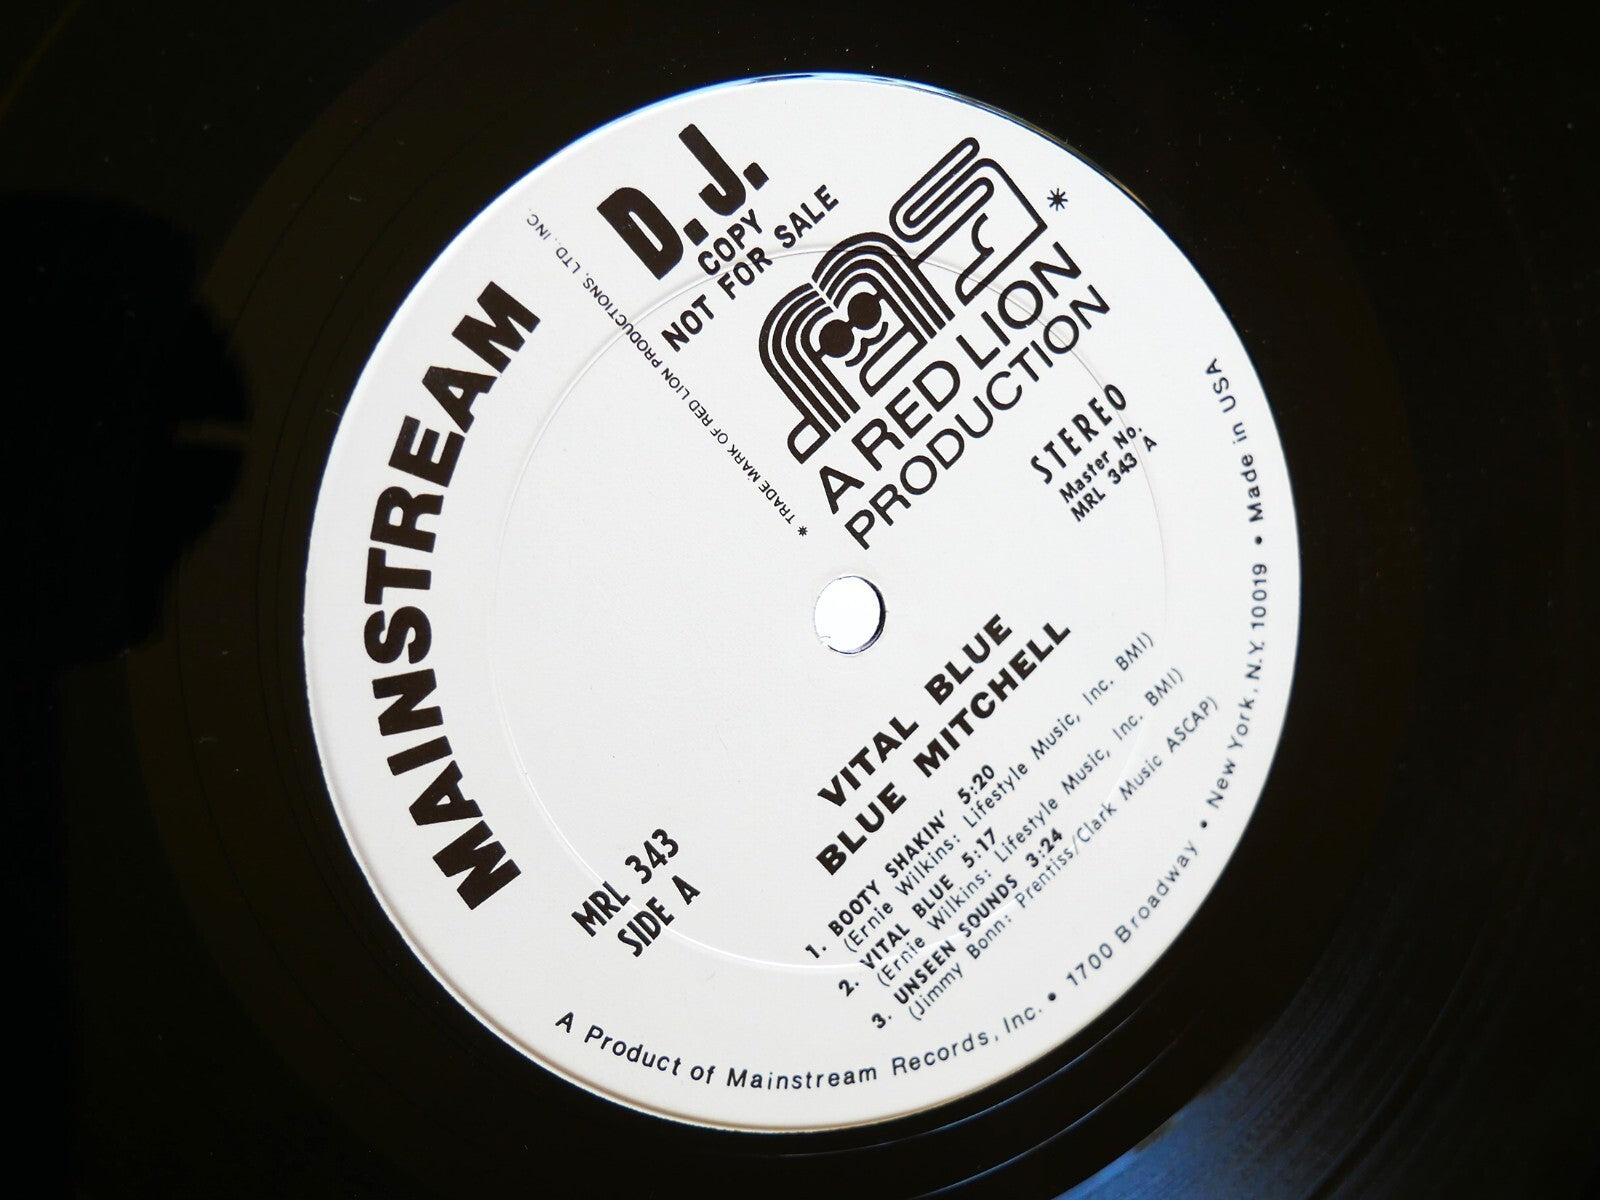 MAINSTREAM
D.J.
COPY
NOT FOR SALE
* TRADE MARK OF RED LION PRODUCTIONS, LTD., INC.
*
A RED LION
PRODUCTION
STEREO
Master No.
MRL 343 A
MRL 343
SIDE A
VITAL BLUE
BLUE MITCHELL
1. BOOTY SHAKIN' 5:20
(Ernie Wilkins: Lifestyle Music, Inc. BMI)
2. VITAL BLUE 5:17
(Ernie Wilkins: Lifestyle Music, Inc. BMI)
3. UNSEEN SOUNDS 3:24
(Jimmy Bonn: Prentiss/Clark Music ASCAP)
A Product of Mainstream Records, Inc. • 1700 Broadway • New York, N.Y. 10019 • Made in USA